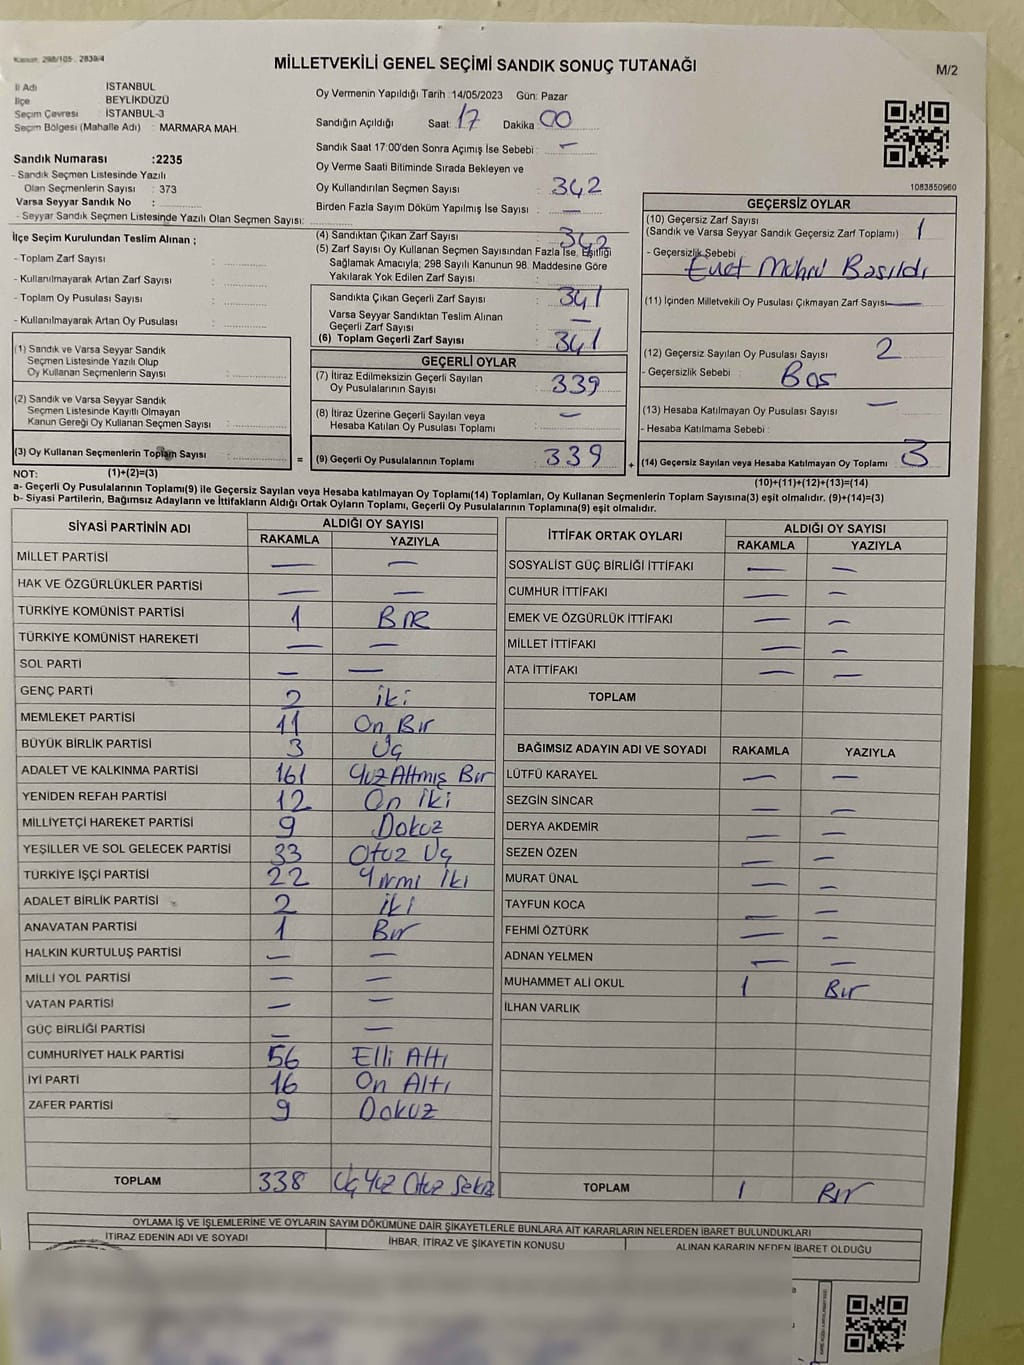 Kanun: 298/105 . 2839/4
MİLLETVEKİLİ GENEL SEÇİMİ SANDIK SONUÇ TUTANAĞI
M/2
İl Adı İSTANBUL
İlçe BEYLİKDÜZÜ
Seçim Çevresi : İSTANBUL-3
Seçim Bölgesi (Mahalle Adı) : MARMARA MAH.
Sandık Numarası :2235
- Sandık Seçmen Listesinde Yazılı
Olan Seçmenlerin Sayısı : 373
Varsa Seyyar Sandık No :
- Seyyar Sandık Seçmen Listesinde Yazılı Olan Seçmen Sayısı:
Oy Vermenin Yapıldığı Tarih :14/05/2023 Gün: Pazar
Sandığın Açıldığı Saat: 17 Dakika 00
Sandık Saat 17:00'den Sonra Açımış İse Sebebi : —
Oy Verme Saati Bitiminde Sırada Bekleyen ve
Oy Kullandırılan Seçmen Sayısı : 342
Birden Fazla Sayım Döküm Yapılmış İse Sayısı : —
1083850960
İlçe Seçim Kurulundan Teslim Alınan ;
- Toplam Zarf Sayısı :
- Kullanılmayarak Artan Zarf Sayısı :
- Toplam Oy Pusulası Sayısı :
- Kullanılmayarak Artan Oy Pusulası :
(4) Sandıktan Çıkan Zarf Sayısı : 342
(5) Zarf Sayısı Oy Kullanan Seçmen Sayısından Fazla İse, Eşitliği
Sağlamak Amacıyla; 298 Sayılı Kanunun 98. Maddesine Göre
Yakılarak Yok Edilen Zarf Sayısı :
Sandıkta Çıkan Geçerli Zarf Sayısı : 341
Varsa Seyyar Sandıktan Teslim Alınan
Geçerli Zarf Sayısı : —
(6) Toplam Geçerli Zarf Sayısı : 341
GEÇERSİZ OYLAR
(10) Geçersiz Zarf Sayısı
(Sandık ve Varsa Seyyar Sandık Geçersiz Zarf Toplamı) : 1
- Geçersizlik Sebebi : Evet Mührü Basıldı
(11) İçinden Milletvekili Oy Pusulası Çıkmayan Zarf Sayısı —
(12) Geçersiz Sayılan Oy Pusulası Sayısı : 2
- Geçersizlik Sebebi : Boş
(13) Hesaba Katılmayan Oy Pusulası Sayısı : —
- Hesaba Katılmama Sebebi :
(14) Geçersiz Sayılan veya Hesaba Katılmayan Oy Toplamı : 3
(10)+(11)+(12)+(13)=(14)
(1) Sandık ve Varsa Seyyar Sandık
Seçmen Listesinde Yazılı Olup
Oy Kullanan Seçmenlerin Sayısı :
(2) Sandık ve Varsa Seyyar Sandık
Seçmen Listesinde Kayıtlı Olmayan
Kanun Gereği Oy Kullanan Seçmen Sayısı :
(3) Oy Kullanan Seçmenlerin Toplam Sayısı :
(1)+(2)=(3)
GEÇERLİ OYLAR
(7) İtiraz Edilmeksizin Geçerli Sayılan
Oy Pusulalarının Sayısı : 339
(8) İtiraz Üzerine Geçerli Sayılan veya
Hesaba Katılan Oy Pusulası Toplamı : —
= (9) Geçerli Oy Pusulalarının Toplamı : 339 +
NOT:
a- Geçerli Oy Pusulalarının Toplamı(9) ile Geçersiz Sayılan veya Hesaba katılmayan Oy Toplamı(14) Toplamları, Oy Kullanan Seçmenlerin Toplam Sayısına(3) eşit olmalıdır. (9)+(14)=(3)
b- Siyasi Partilerin, Bağımsız Adayların ve İttifakların Aldığı Ortak Oyların Toplamı, Geçerli Oy Pusulalarının Toplamına(9) eşit olmalıdır.
SİYASİ PARTİNİN ADI ALDIĞI OY SAYISI
RAKAMLA YAZIYLA
MİLLET PARTİSİ — —
HAK VE ÖZGÜRLÜKLER PARTİSİ — —
TÜRKİYE KOMÜNİST PARTİSİ 1 BİR
TÜRKİYE KOMÜNİST HAREKETİ — —
SOL PARTİ — —
GENÇ PARTİ 2 İki
MEMLEKET PARTİSİ 11 On Bir
BÜYÜK BİRLİK PARTİSİ 3 Üç
ADALET VE KALKINMA PARTİSİ 161 Yüz Altmış Bir
YENİDEN REFAH PARTİSİ 12 On iki
MİLLİYETÇİ HAREKET PARTİSİ 9 Dokuz
YEŞİLLER VE SOL GELECEK PARTİSİ 33 Otuz Üç
TÜRKİYE İŞÇİ PARTİSİ 22 Yirmi İki
ADALET BİRLİK PARTİSİ 2 İki
ANAVATAN PARTİSİ 1 Bir
HALKIN KURTULUŞ PARTİSİ — —
MİLLİ YOL PARTİSİ — —
VATAN PARTİSİ — —
GÜÇ BİRLİĞİ PARTİSİ — —
CUMHURİYET HALK PARTİSİ 56 Elli Altı
İYİ PARTİ 16 On Altı
ZAFER PARTİSİ 9 Dokuz
TOPLAM 338 Üç Yüz Otuz Sekiz
İTTİFAK ORTAK OYLARI ALDIĞI OY SAYISI
RAKAMLA YAZIYLA
SOSYALİST GÜÇ BİRLİĞİ İTTİFAKI — —
CUMHUR İTTİFAKI — —
EMEK VE ÖZGÜRLÜK İTTİFAKI — —
MİLLET İTTİFAKI — —
ATA İTTİFAKI — —
TOPLAM
BAĞIMSIZ ADAYIN ADI VE SOYADI RAKAMLA YAZIYLA
LÜTFÜ KARAYEL — —
SEZGİN SİNCAR — —
DERYA AKDEMİR — —
SEZEN ÖZEN — —
MURAT ÜNAL — —
TAYFUN KOCA — —
FEHMİ ÖZTÜRK — —
ADNAN YELMEN — —
MUHAMMET ALİ OKUL 1 Bir
İLHAN VARLIK
TOPLAM 1 BİR
OYLAMA İŞ VE İŞLEMLERİNE VE OYLARIN SAYIM DÖKÜMÜNE DAİR ŞİKAYETLERLE BUNLARA AİT KARARLARIN NELERDEN İBARET BULUNDUKLARI
İTİRAZ EDENİN ADI VE SOYADI İHBAR, İTİRAZ VE ŞİKAYETİN KONUSU ALINAN KARARIN NEDEN İBARET OLDUĞU